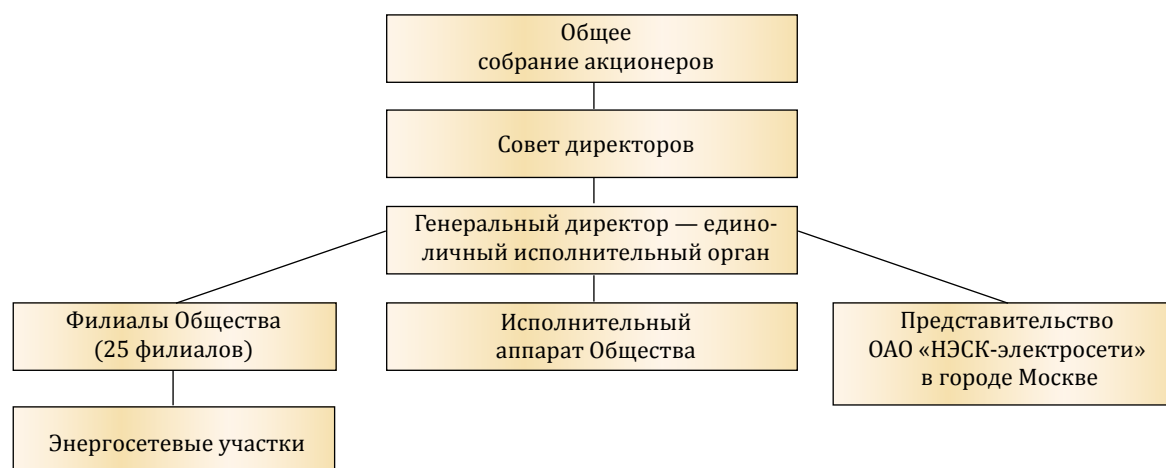 Общее
собрание акционеров
Совет директоров
Генеральный директор — едино-
личный исполнительный орган
Филиалы Общества
(25 филиалов)
Исполнительный
аппарат Общества
Представительство
ОАО «НЭСК-электросети»
в городе Москве
Энергосетевые участки